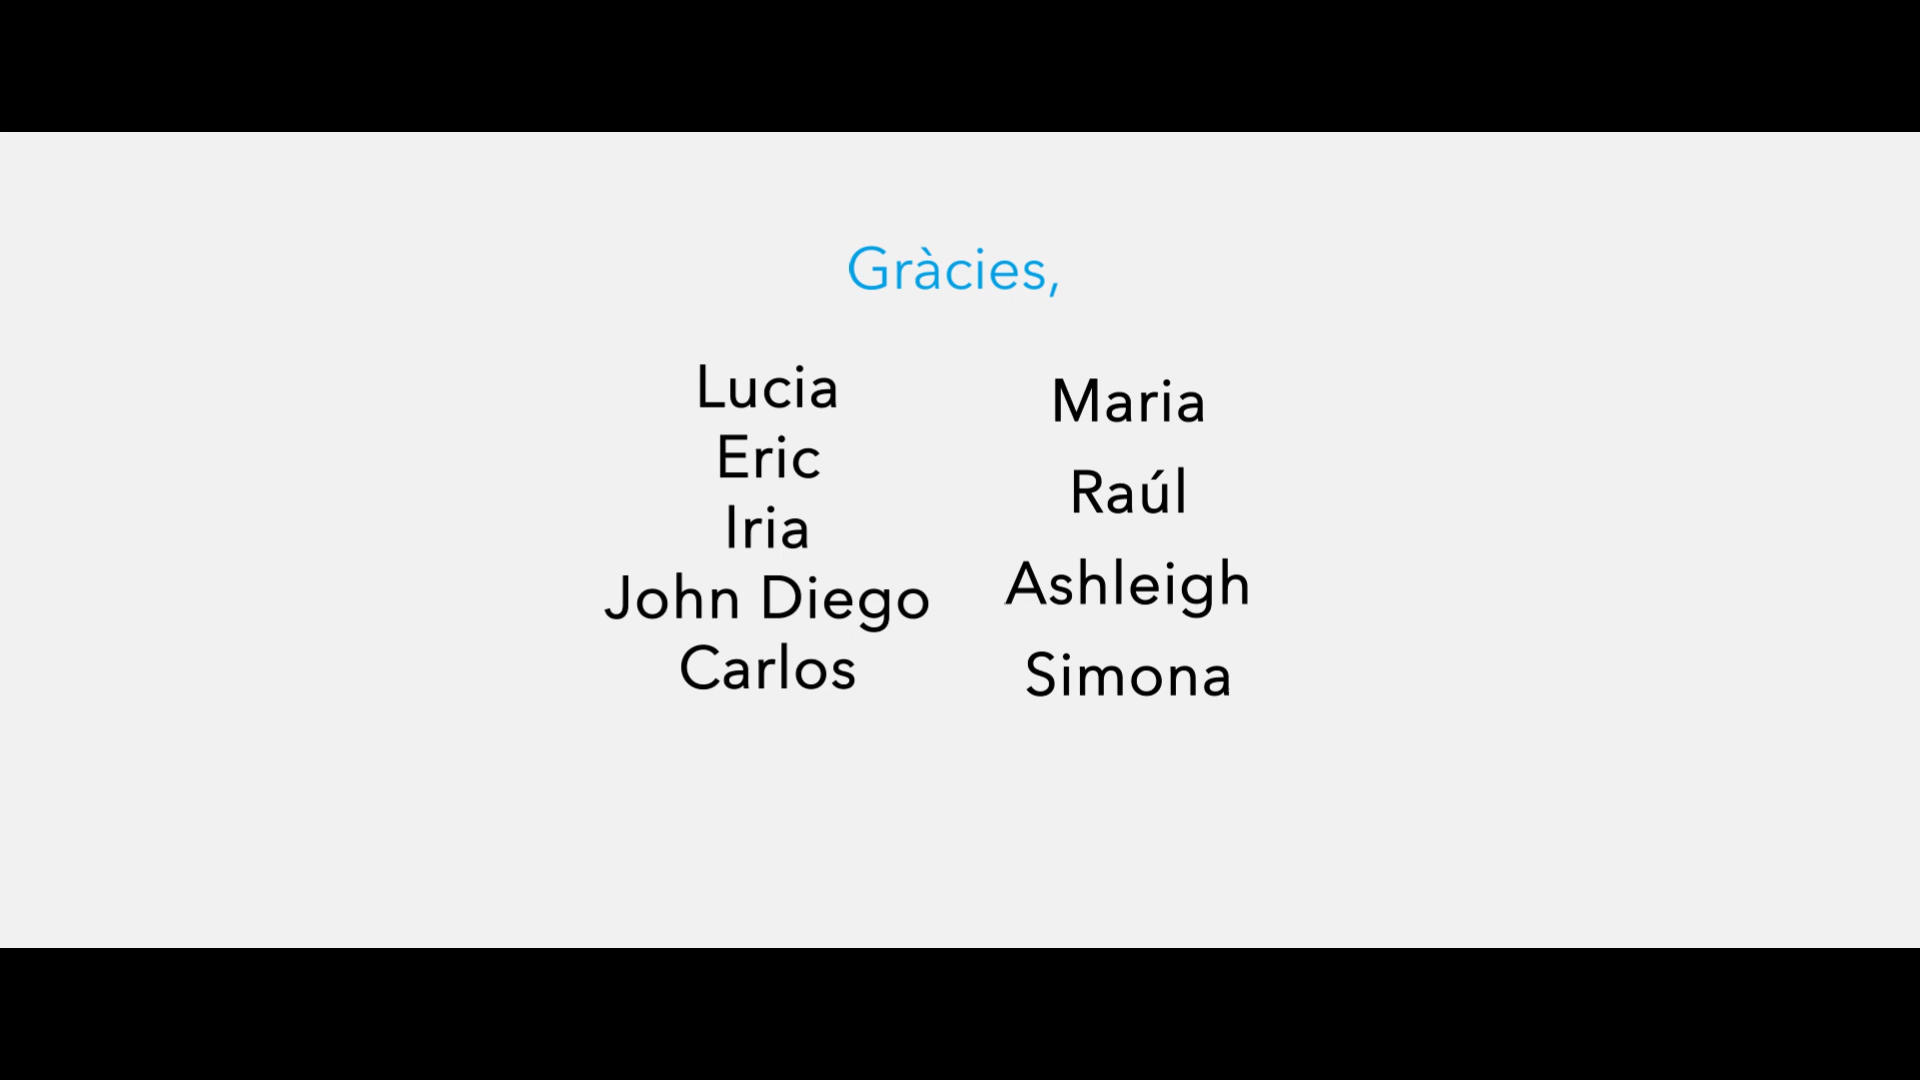 Gràcies,
Lucia
Eric
Iria
John Diego
Carlos
Maria
Raúl
Ashleigh
Simona